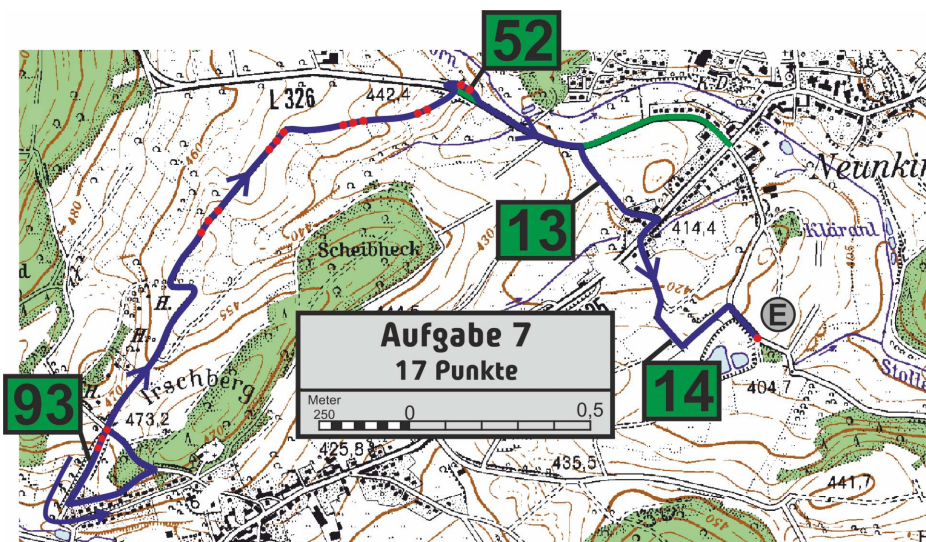 52
L 326
442,4
460
480
13
Neunkir
Kläranl
414,4
440
430
Scheibheck
455
H.
420
E
Aufgabe 7
17 Punkte
Meter
250
0
0,5
93
H.
470
Irschberg
473,2
14
404.7
Stolle
425,8
435,5
441,7
450